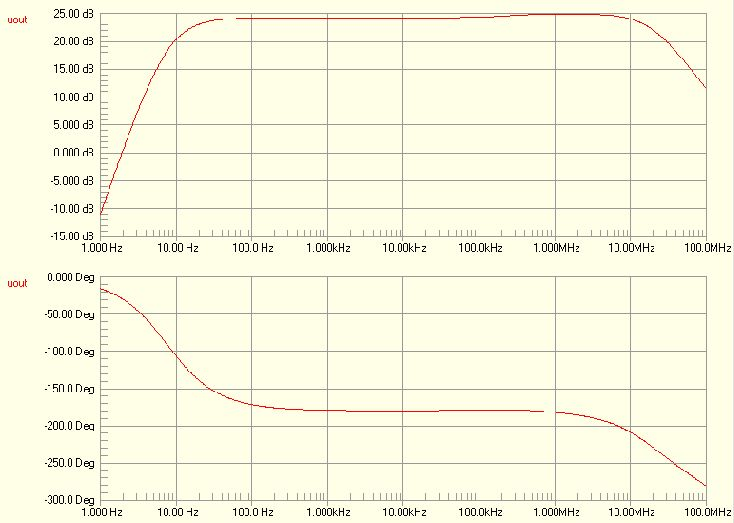 uout
25.00 dB
20.00 dB
15.00 dB
10.00 dB
5.000 dB
0.000 dB
-5.000 dB
-10.00 dB
-15.00 dB
1.000 Hz 10.00 Hz 100.0 Hz 1.000kHz 10.00kHz 100.0kHz 1.000MHz 10.00MHz 100.0MHz
uout
0.000 Deg
-50.00 Deg
-100.0 Deg
-150.0 Deg
-200.0 Deg
-250.0 Deg
-300.0 Deg
1.000 Hz 10.00 Hz 100.0 Hz 1.000kHz 10.00kHz 100.0kHz 1.000MHz 10.00MHz 100.0MHz